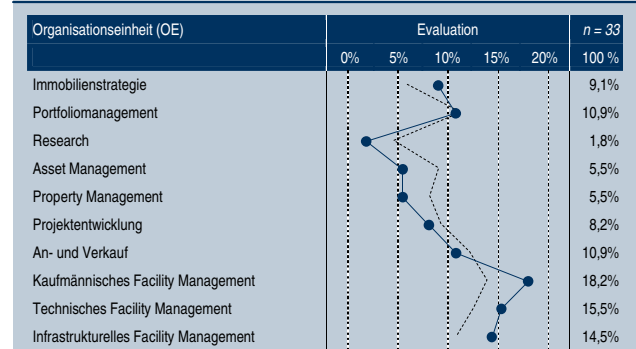 Organisationseinheit (OE) Evaluation n = 33
0% 5% 10% 15% 20% 100 %
Immobilienstrategie 9,1%
Portfoliomanagement 10,9%
Research 1,8%
Asset Management 5,5%
Property Management 5,5%
Projektentwicklung 8,2%
An- und Verkauf 10,9%
Kaufmännisches Facility Management 18,2%
Technisches Facility Management 15,5%
Infrastrukturelles Facility Management 14,5%